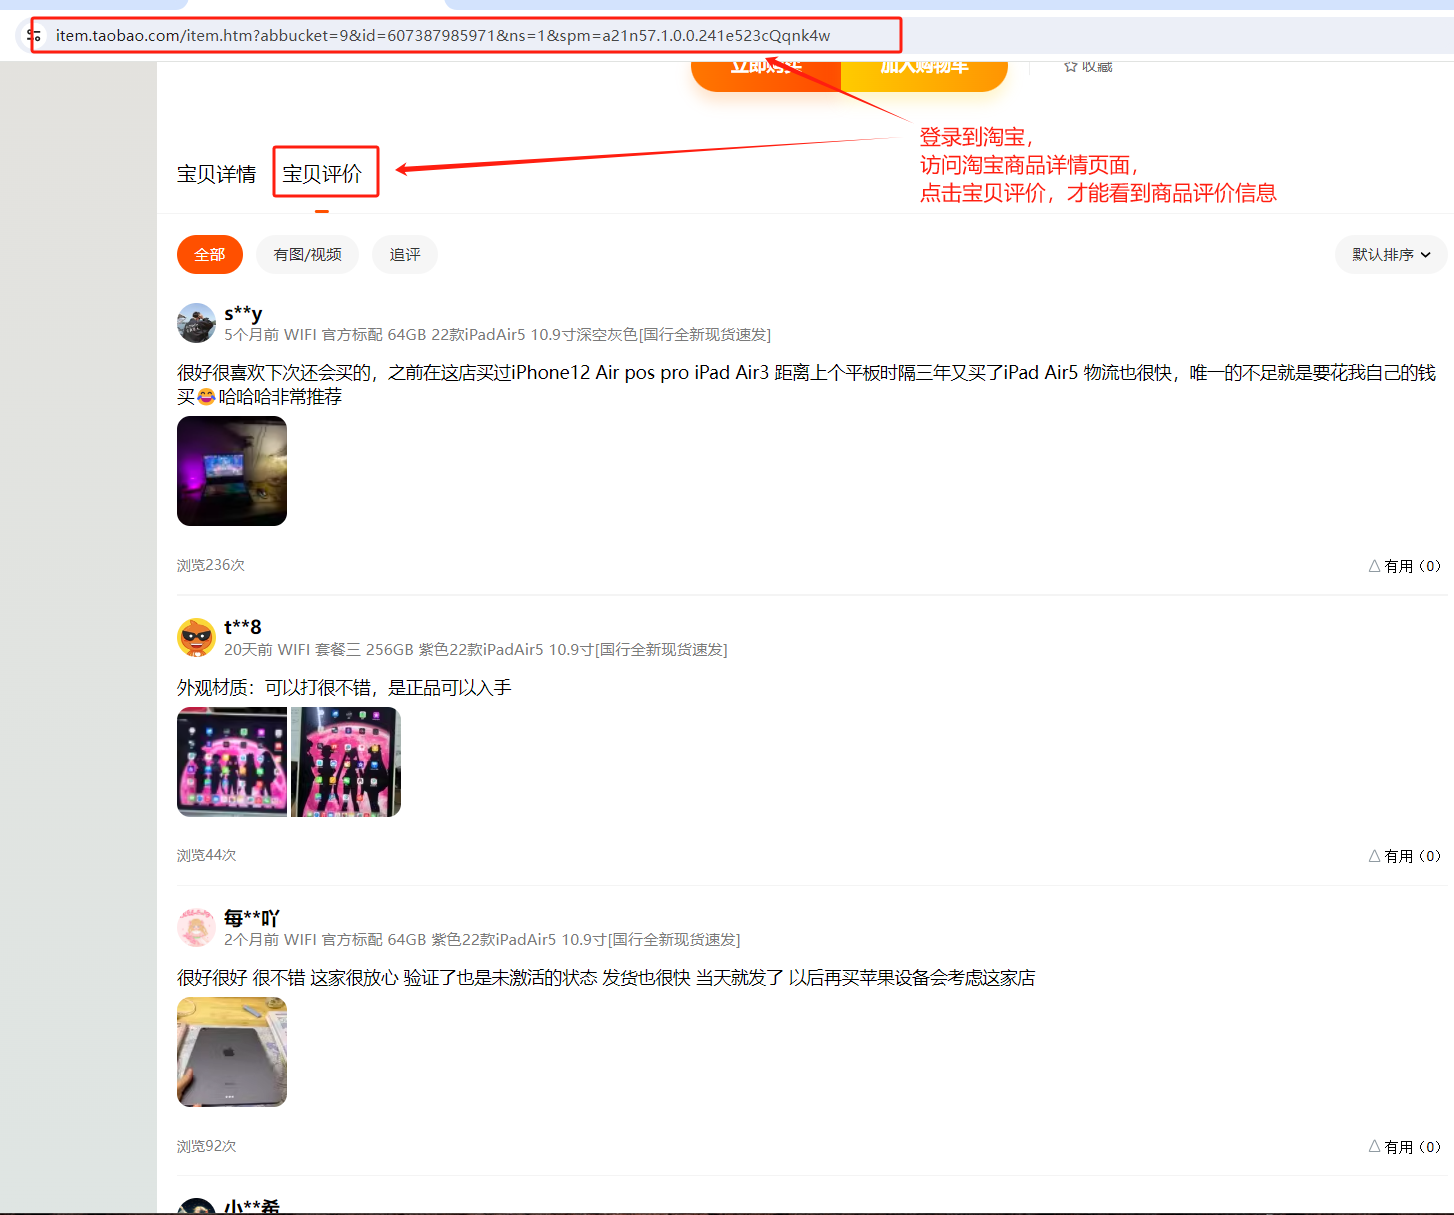 item.taobao.com/item.htm?abbucket=9&id=607387985971&ns=1&spm=a21n57.1.0.0.241e523cQqnk4w
立即购买 加入购物车 收藏
登录到淘宝，
访问淘宝商品详情页面，
点击宝贝评价，才能看到商品评价信息
宝贝详情 宝贝评价
全部 有图/视频 追评 默认排序
s**y
5个月前 WIFI 官方标配 64GB 22款iPadAir5 10.9寸深空灰色[国行全新现货速发]
很好很喜欢下次还会买的，之前在这店买过iPhone12 Air pos pro iPad Air3 距离上个平板时隔三年又买了iPad Air5 物流也很快，唯一的不足就是要花我自己的钱
买😂哈哈哈非常推荐
浏览236次 有用（0）
t**8
20天前 WIFI 套餐三 256GB 紫色22款iPadAir5 10.9寸[国行全新现货速发]
外观材质：可以打很不错，是正品可以入手
浏览44次 有用（0）
每**吖
2个月前 WIFI 官方标配 64GB 紫色22款iPadAir5 10.9寸[国行全新现货速发]
很好很好 很不错 这家很放心 验证了也是未激活的状态 发货也很快 当天就发了 以后再买苹果设备会考虑这家店
浏览92次 有用（0）
小**希